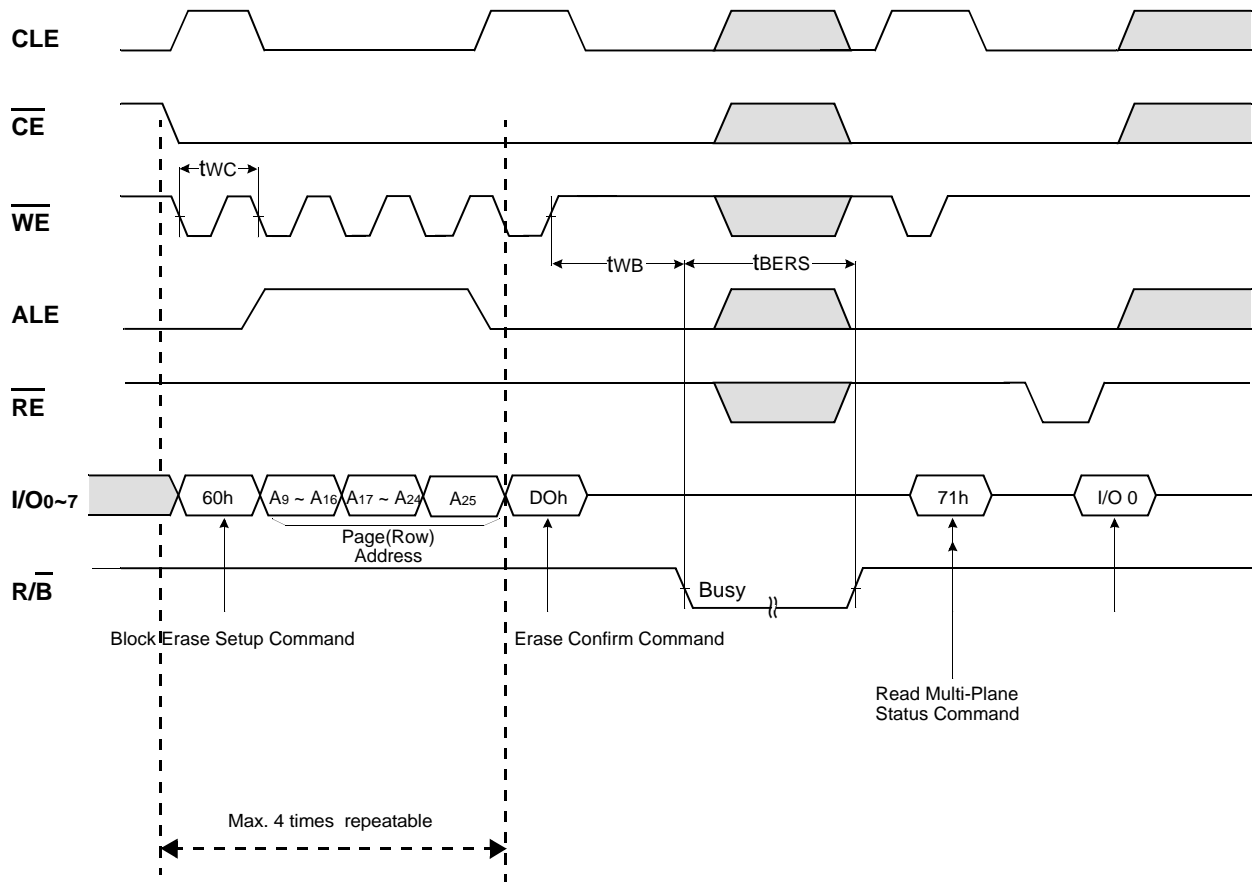 CLE
CE
tWC
WE
tWB
tBERS
ALE
RE
I/O0~7
60h
A9 ~ A16
A17 ~ A24
A25
DOh
71h
I/O 0
Page(Row)
Address
R/B
Busy
Block Erase Setup Command
Erase Confirm Command
Read Multi-Plane
Status Command
Max. 4 times repeatable